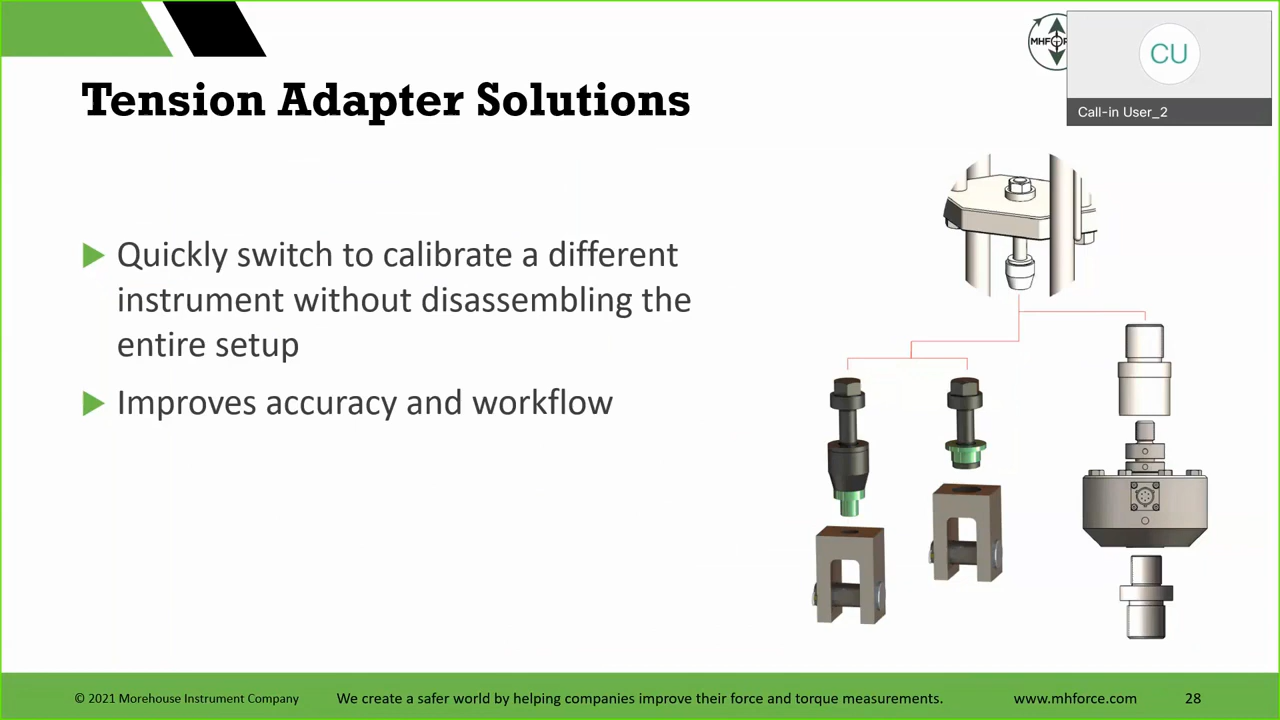 Tension Adapter Solutions
CU
Call-in User_2
Quickly switch to calibrate a different
instrument without disassembling the
entire setup
Improves accuracy and workflow
© 2021 Morehouse Instrument Company
We create a safer world by helping companies improve their force and torque measurements.
www.mhforce.com
28